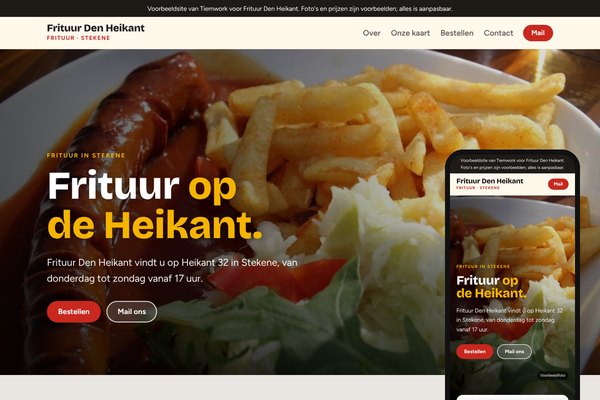 Voorbeeldsite van Tiemwork voor Frituur Den Heikant. Foto's en prijzen zijn voorbeelden; alles is aanpasbaar.
Frituur Den Heikant
FRITUUR · STEKENE
Over Onze kaart Bestellen Contact Mail
FRITUUR IN STEKENE
Frituur op
de Heikant.
Frituur Den Heikant vindt u op Heikant 32 in Stekene, van
donderdag tot zondag vanaf 17 uur.
Bestellen Mail ons
Voorbeeldsite van Tiemwork voor Frituur Den Heikant.
Foto's en prijzen zijn voorbeelden; alles is aanpasbaar.
Frituur Den Heikant
FRITUUR · STEKENE
Mail
FRITUUR IN STEKENE
Frituur op
de Heikant.
Frituur Den Heikant vindt u op Heikant 32
in Stekene, van donderdag tot zondag
vanaf 17 uur.
Bestellen Mail ons
Voorbeeldfoto